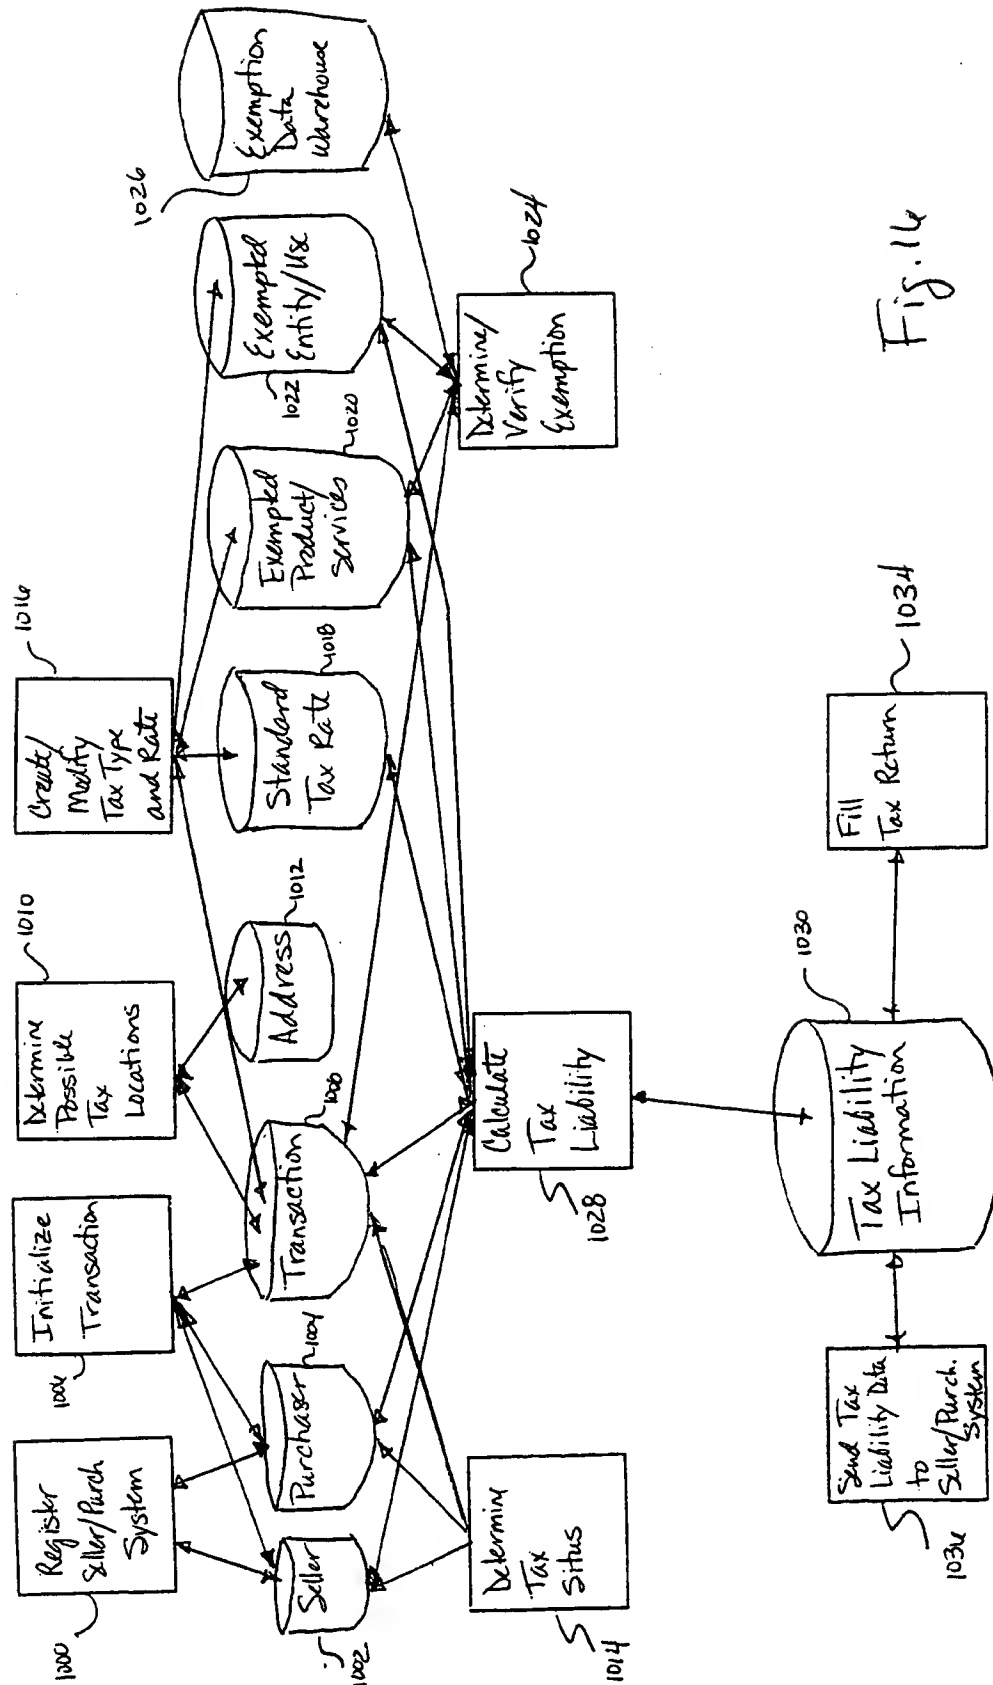 Register
Seller/Purch
System
1000
Initialize
Transaction
1006
Determine
Possible
Tax
Locations
1010
Create/
Modify
Tax Type
and Rate
1016
Seller
1002
Purchaser
1004
Transaction
Address
1012
Standard
Tax Rate
1018
Exempted
Product/
Services
1020
Exempted
Entity/Use
1022
Exemption
Data
Warehouse
1026
Determine
Tax
Situs
1014
Calculate
Tax
Liability
1028
Determine/
Verify
Exemption
1024
Send Tax
Liability Data
to
Seller/Purch.
System
1036
Tax Liability
Information
1030
Fill
Tax Return
1034
Fig. 16